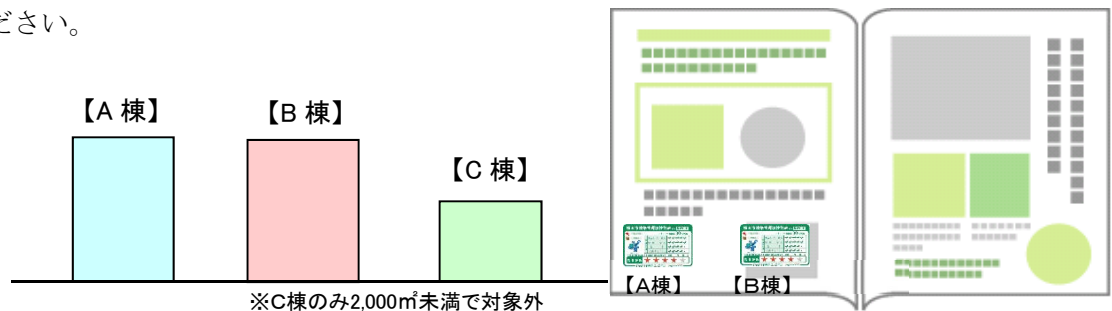 ださい。
【A 棟】
【B 棟】
【C 棟】
※C棟のみ2,000㎡未満で対象外
【A棟】
【B棟】